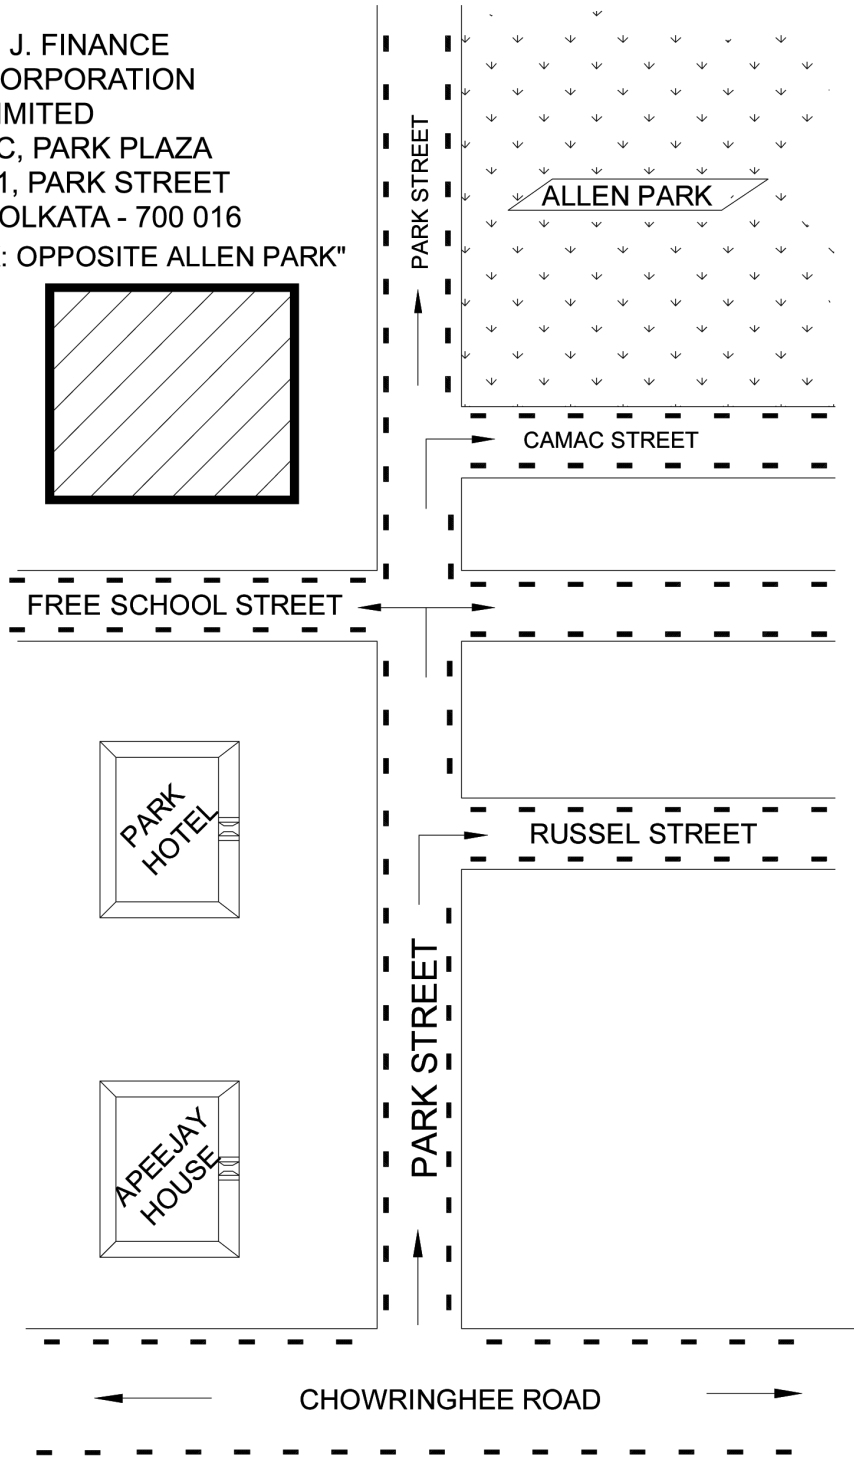 J. FINANCE
ORPORATION
IMITED
C, PARK PLAZA
1, PARK STREET
OLKATA - 700 016
: OPPOSITE ALLEN PARK"
PARK STREET
ALLEN PARK
CAMAC STREET
FREE SCHOOL STREET
PARK
HOTEL
RUSSEL STREET
PARK STREET
APEEJAY
HOUSE
CHOWRINGHEE ROAD